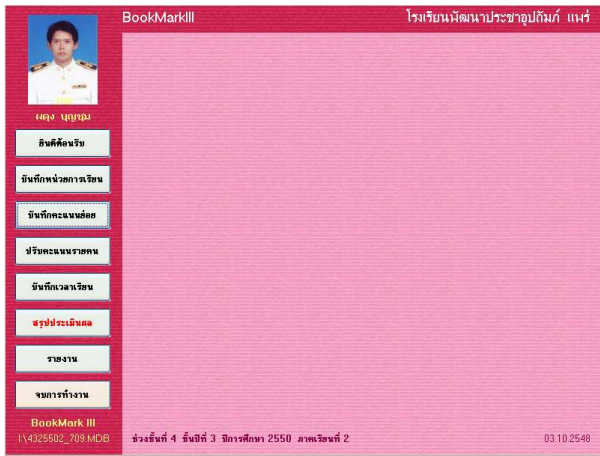 BookMarkIII
โรงเรียนพัฒนาประชาอุปถัมภ์ แพร่
ผดุง บุญชุม
ยินดีต้อนรับ
บันทึกหน่วยการเรียน
บันทึกคะแนนย่อย
ปรับคะแนนรายคน
บันทึกเวลาเรียน
สรุปประเมินผล
รายงาน
จบการทำงาน
BookMark III
I:\4325502_709.MDB
ช่วงชั้นที่ 4 ชั้นปีที่ 3 ปีการศึกษา 2550 ภาคเรียนที่ 2
03.10.2548